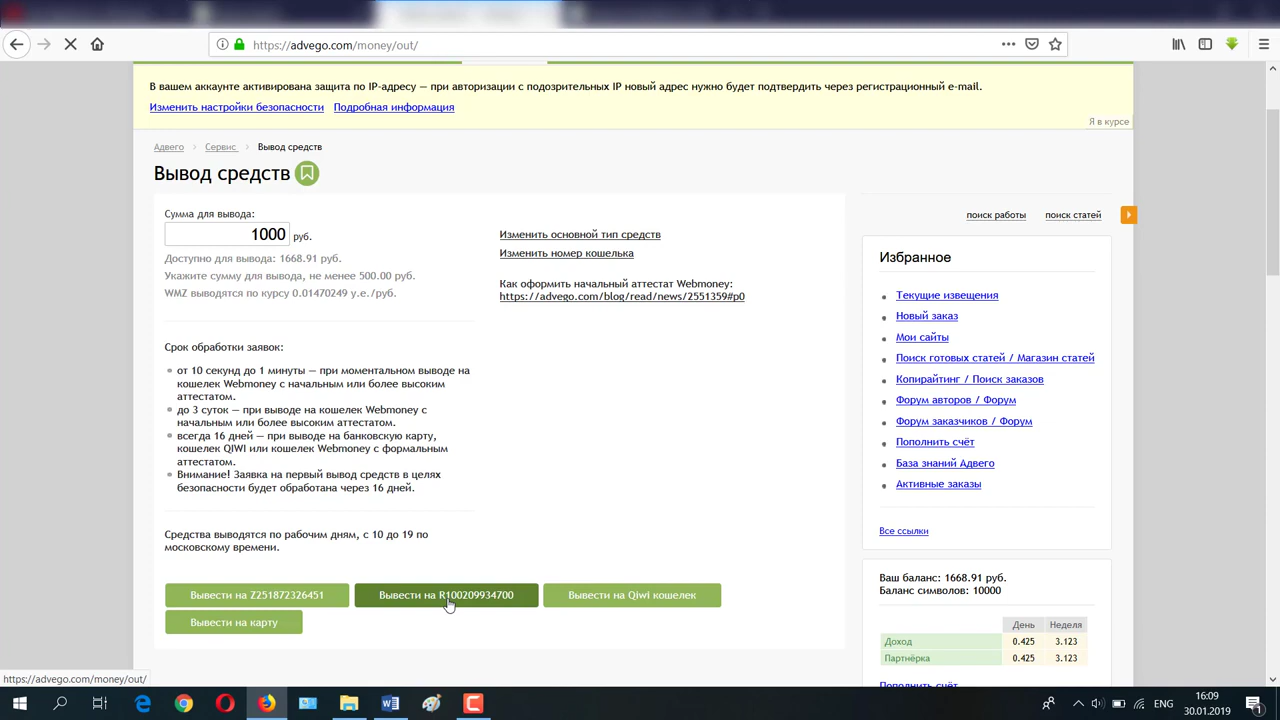 https://advego.com/money/out/
В вашем аккаунте активирована защита по IP-адресу — при авторизации с подозрительных IP новый адрес нужно будет подтвердить через регистрационный e-mail.
Изменить настройки безопасности Подробная информация
Я в курсе
Адвего Сервис Вывод средств
Вывод средств
Сумма для вывода:
1000 руб.
Доступно для вывода: 1668.91 руб.
Укажите сумму для вывода, не менее 500.00 руб.
WMZ выводятся по курсу 0.01470249 у.е./руб.
Изменить основной тип средств
Изменить номер кошелька
Как оформить начальный аттестат Webmoney:
https://advego.com/blog/read/news/2551359#p0
Срок обработки заявок:
от 10 секунд до 1 минуты — при моментальном выводе на
кошелек Webmoney с начальным или более высоким
аттестатом.
до 3 суток — при выводе на кошелек Webmoney с
начальным или более высоким аттестатом.
всегда 16 дней — при выводе на банковскую карту,
кошелек QIWI или кошелек Webmoney с формальным
аттестатом.
Внимание! Заявка на первый вывод средств в целях
безопасности будет обработана через 16 дней.
Средства выводятся по рабочим дням, с 10 до 19 по
московскому времени.
Вывести на Z251872326451 Вывести на R100209934700 Вывести на Qiwi кошелек
Вывести на карту
поиск работы поиск статей
Избранное
Текущие извещения
Новый заказ
Мои сайты
Поиск готовых статей / Магазин статей
Копирайтинг / Поиск заказов
Форум авторов / Форум
Форум заказчиков / Форум
Пополнить счёт
База знаний Адвего
Активные заказы
Все ссылки
Ваш баланс: 1668.91 руб.
Баланс символов: 10000
День Неделя
Доход 0.425 3.123
Партнёрка 0.425 3.123
Пополнить счёт
https://advego.com/money/out/
ENG
16:09
30.01.2019
1